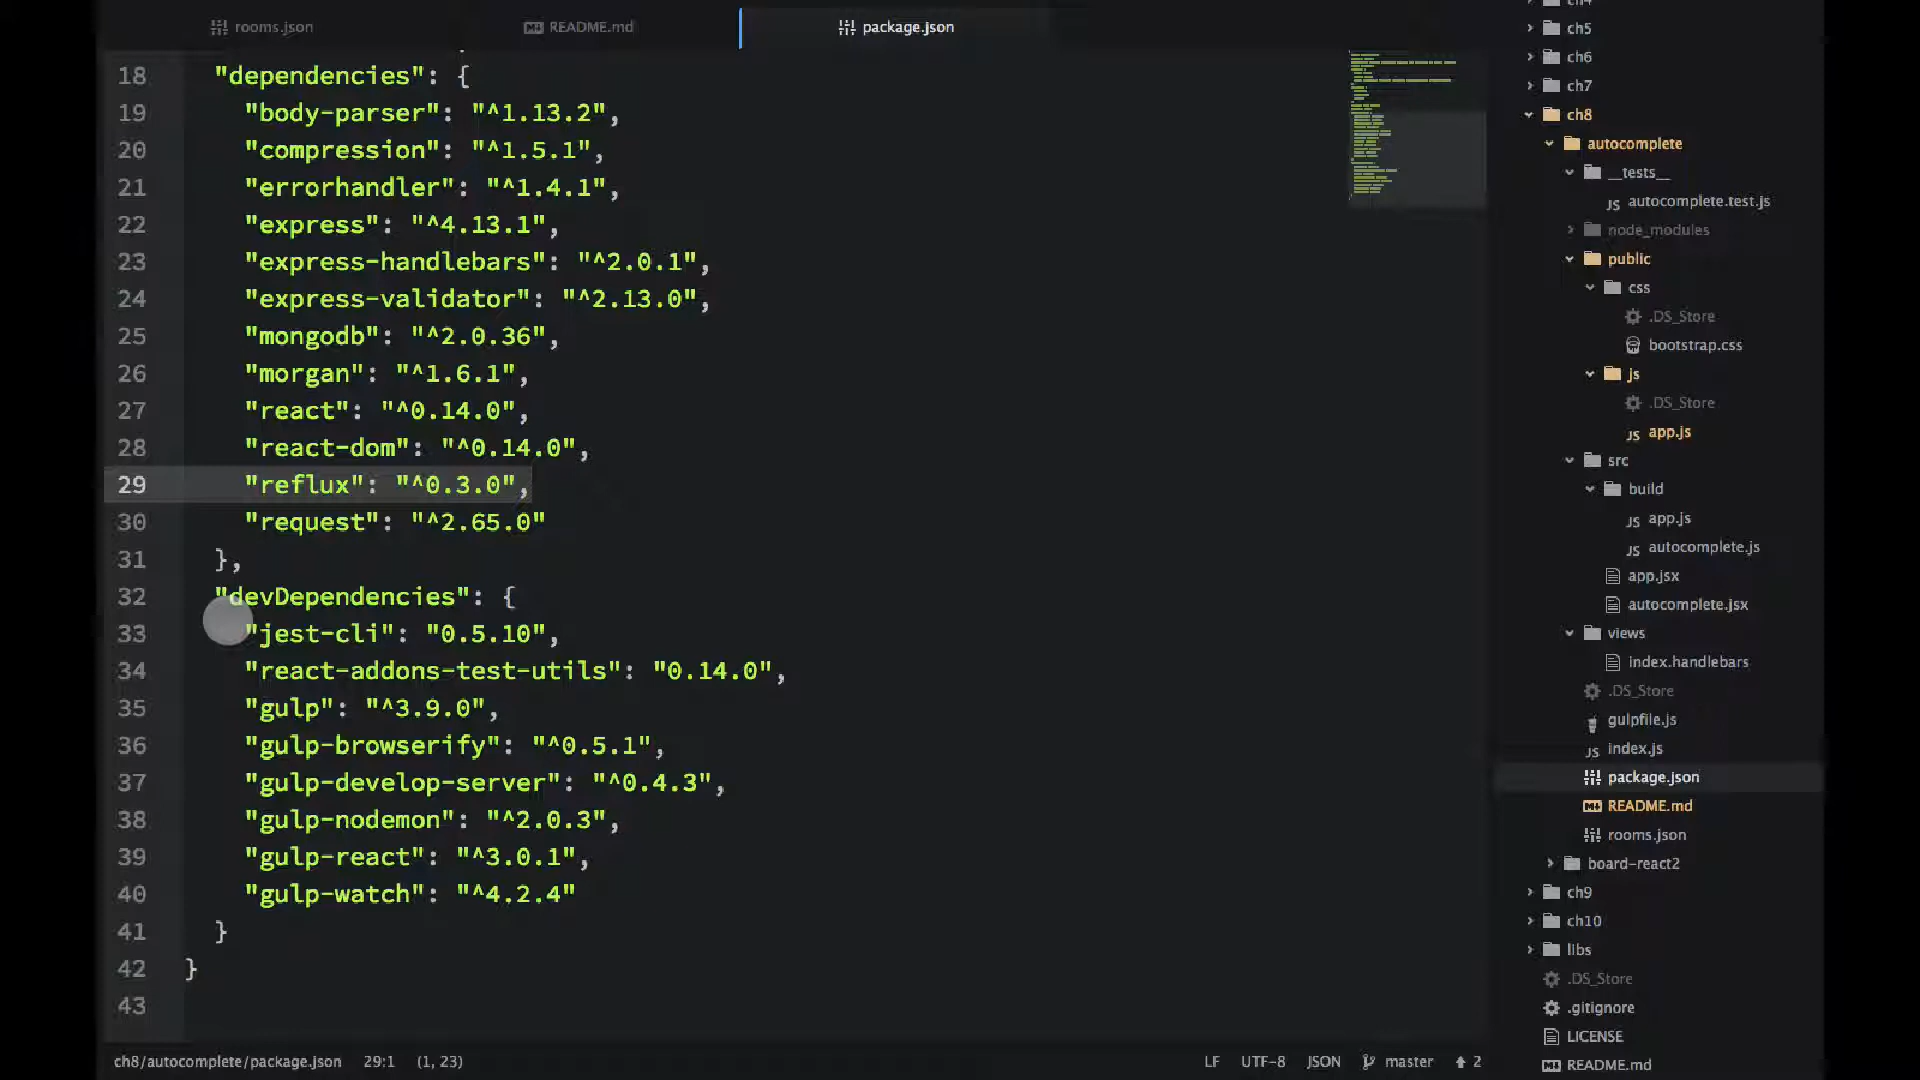 rooms.json
README.md
package.json
18 "dependencies": {
19 "body-parser": "^1.13.2",
20 "compression": "^1.5.1",
21 "errorhandler": "^1.4.1",
22 "express": "^4.13.1",
23 "express-handlebars": "^2.0.1",
24 "express-validator": "^2.13.0",
25 "mongodb": "^2.0.36",
26 "morgan": "^1.6.1",
27 "react": "^0.14.0",
28 "react-dom": "^0.14.0",
29 "reflux": "^0.3.0",
30 "request": "^2.65.0"
31 },
32 "devDependencies": {
33 "jest-cli": "0.5.10",
34 "react-addons-test-utils": "0.14.0",
35 "gulp": "^3.9.0",
36 "gulp-browserify": "^0.5.1",
37 "gulp-develop-server": "^0.4.3",
38 "gulp-nodemon": "^2.0.3",
39 "gulp-react": "^3.0.1",
40 "gulp-watch": "^4.2.4"
41 }
42 }
43
ch4
ch5
ch6
ch7
ch8
autocomplete
__tests__
JS autocomplete.test.js
node_modules
public
css
.DS_Store
bootstrap.css
js
.DS_Store
JS app.js
src
build
JS app.js
JS autocomplete.js
app.jsx
autocomplete.jsx
views
index.handlebars
.DS_Store
gulpfile.js
JS index.js
package.json
README.md
rooms.json
board-react2
ch9
ch10
libs
.DS_Store
.gitignore
LICENSE
README.md
ch8/autocomplete/package.json 29:1 (1, 23)
LF UTF-8 JSON master 2